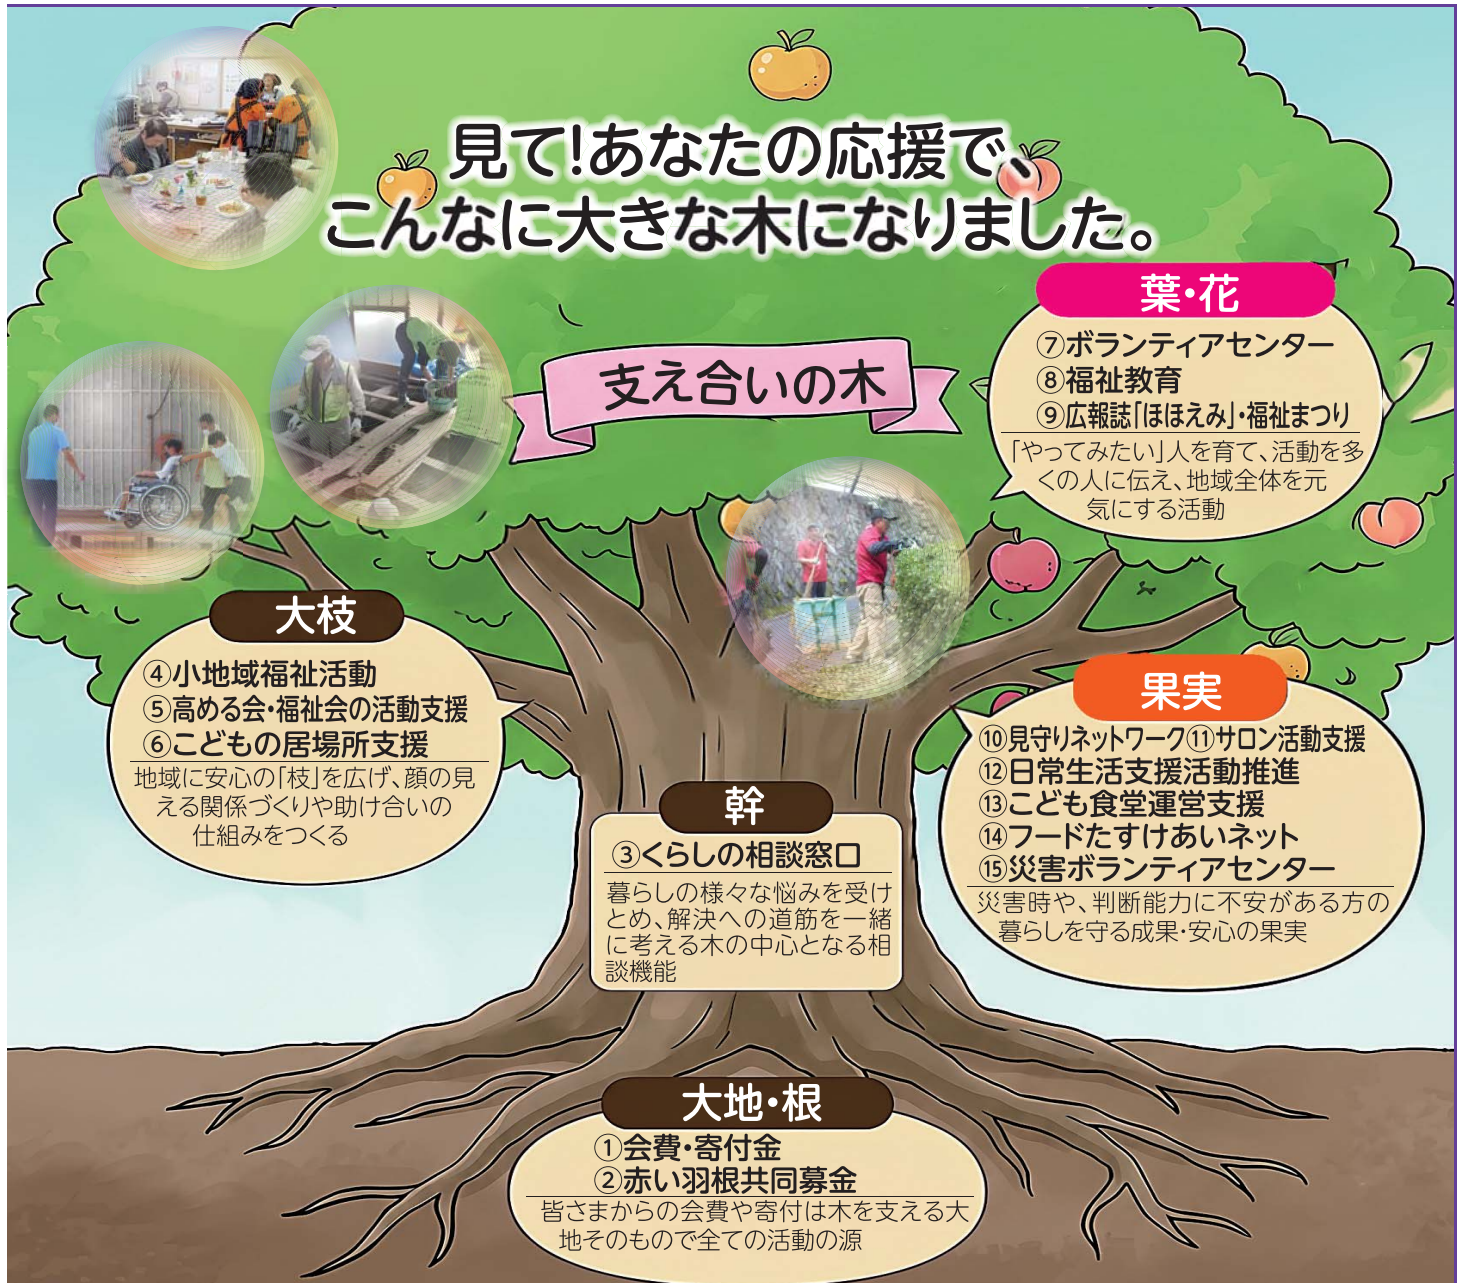 見て!あなたの応援で、
こんなに大きな木になりました。
支え合いの木
葉・花
⑦ボランティアセンター
⑧福祉教育
⑨広報誌「ほほえみ」・福祉まつり
「やってみたい」人を育て、活動を多
くの人に伝え、地域全体を元
気にする活動
大枝
④小地域福祉活動
⑤高める会・福祉会の活動支援
⑥こどもの居場所支援
地域に安心の「枝」を広げ、顔の見
える関係づくりや助け合いの
仕組みをつくる
果実
⑩見守りネットワーク⑪サロン活動支援
⑫日常生活支援活動推進
⑬こども食堂運営支援
⑭フードたすけあいネット
⑮災害ボランティアセンター
災害時や、判断能力に不安がある方の
暮らしを守る成果・安心の果実
幹
③くらしの相談窓口
暮らしの様々な悩みを受け
とめ、解決への道筋を一緒
に考える木の中心となる相
談機能
大地・根
①会費・寄付金
②赤い羽根共同募金
皆さまからの会費や寄付は木を支える大
地そのもので全ての活動の源